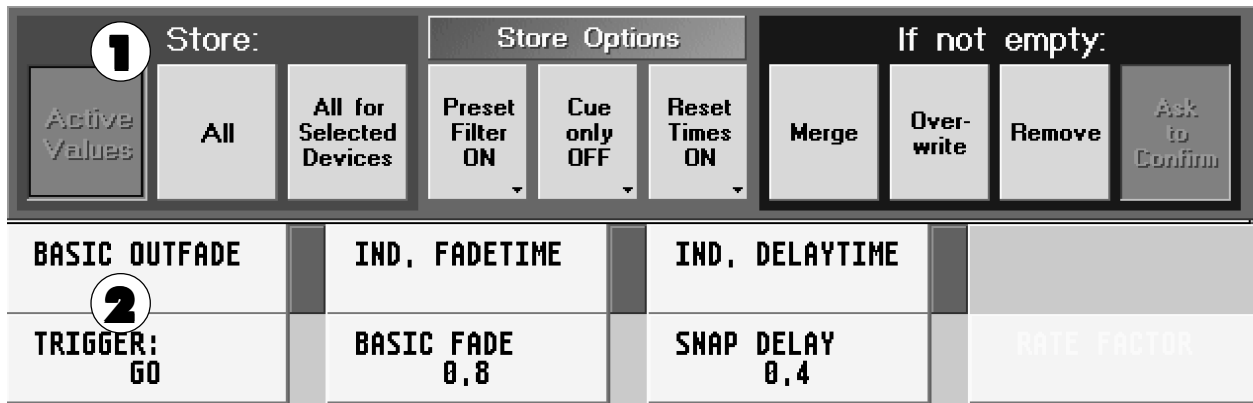 1
Store:
Store Options
If not empty:
Active
Values
All
All for
Selected
Devices
Preset
Filter
ON
Cue
only
OFF
Reset
Times
ON
Merge
Over-
write
Remove
Ask
to
Confirm
BASIC OUTFADE
IND. FADETIME
IND. DELAYTIME
2
TRIGGER:
GO
BASIC FADE
0.8
SNAP DELAY
0.4
RATE FACTOR